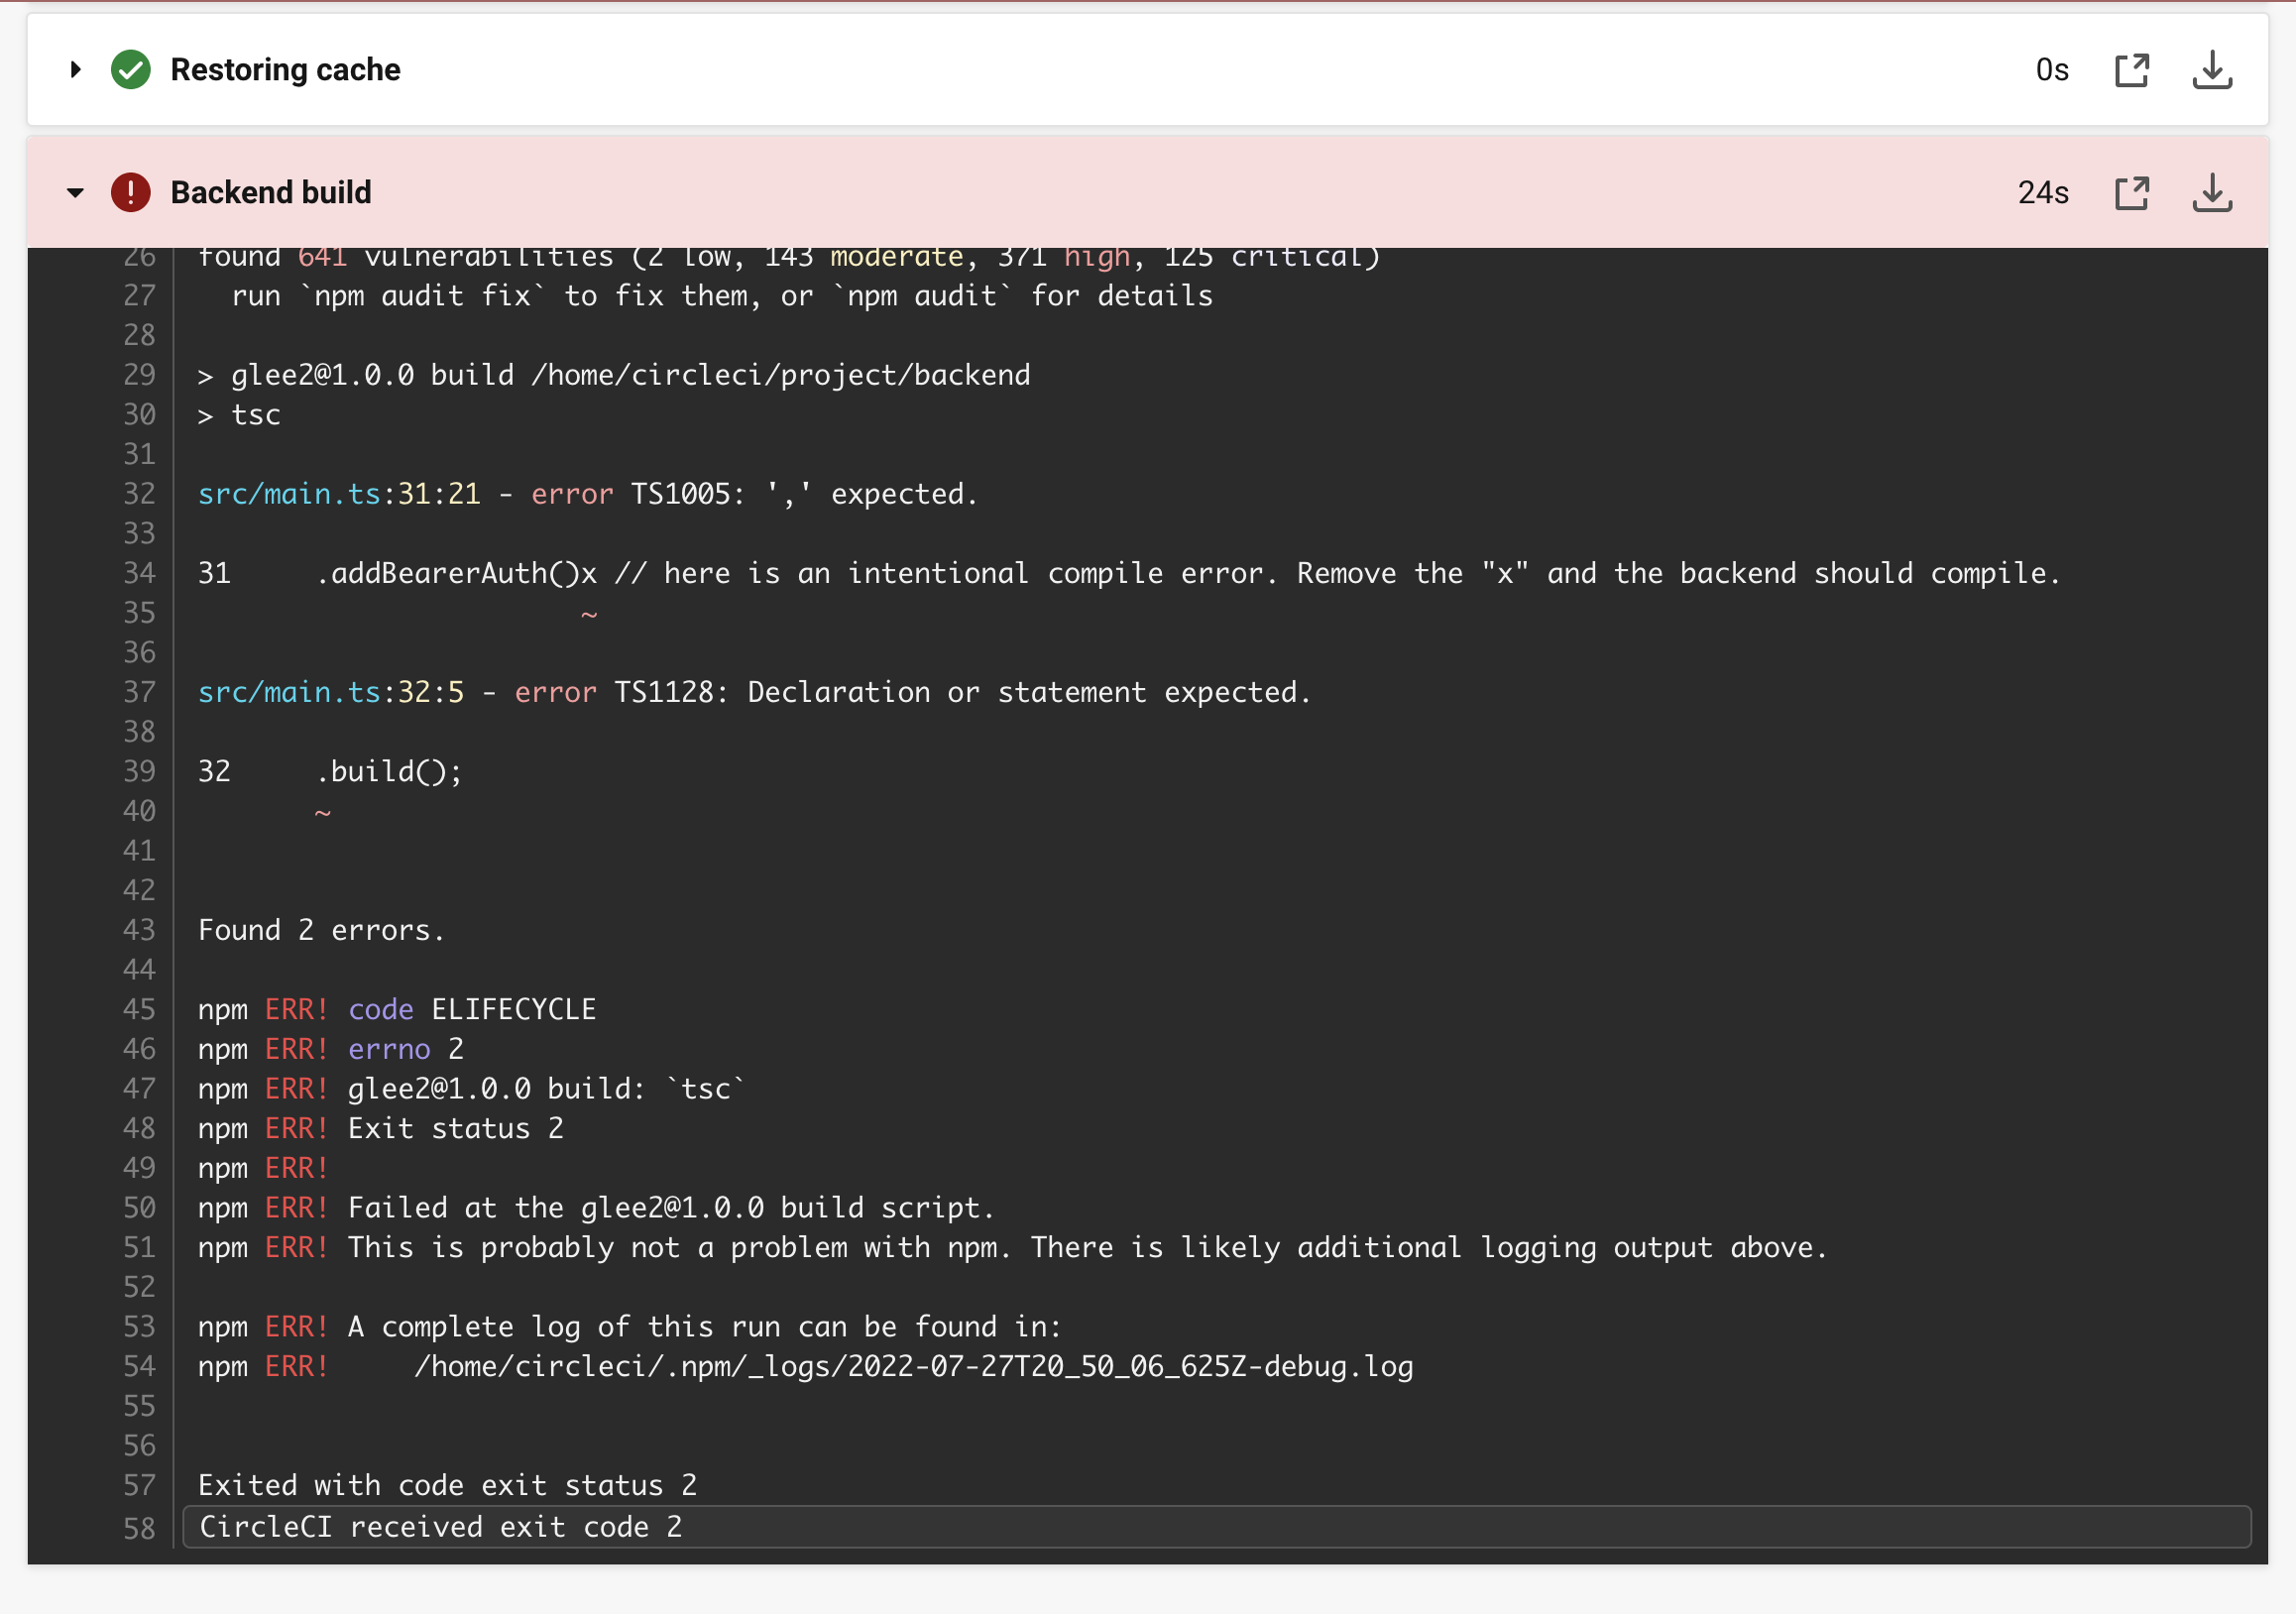 Restoring cache 0s
Backend build 24s
26 found 641 vulnerabilities (2 low, 143 moderate, 371 high, 125 critical)
27   run `npm audit fix` to fix them, or `npm audit` for details
28
29 > glee2@1.0.0 build /home/circleci/project/backend
30 > tsc
31
32 src/main.ts:31:21 - error TS1005: ',' expected.
33
34 31     .addBearerAuth()x // here is an intentional compile error. Remove the "x" and the backend should compile.
35                        ~
36
37 src/main.ts:32:5 - error TS1128: Declaration or statement expected.
38
39 32     .build();
40        ~
41
42
43 Found 2 errors.
44
45 npm ERR! code ELIFECYCLE
46 npm ERR! errno 2
47 npm ERR! glee2@1.0.0 build: `tsc`
48 npm ERR! Exit status 2
49 npm ERR!
50 npm ERR! Failed at the glee2@1.0.0 build script.
51 npm ERR! This is probably not a problem with npm. There is likely additional logging output above.
52
53 npm ERR! A complete log of this run can be found in:
54 npm ERR!     /home/circleci/.npm/_logs/2022-07-27T20_50_06_625Z-debug.log
55
56
57 Exited with code exit status 2
58 CircleCI received exit code 2